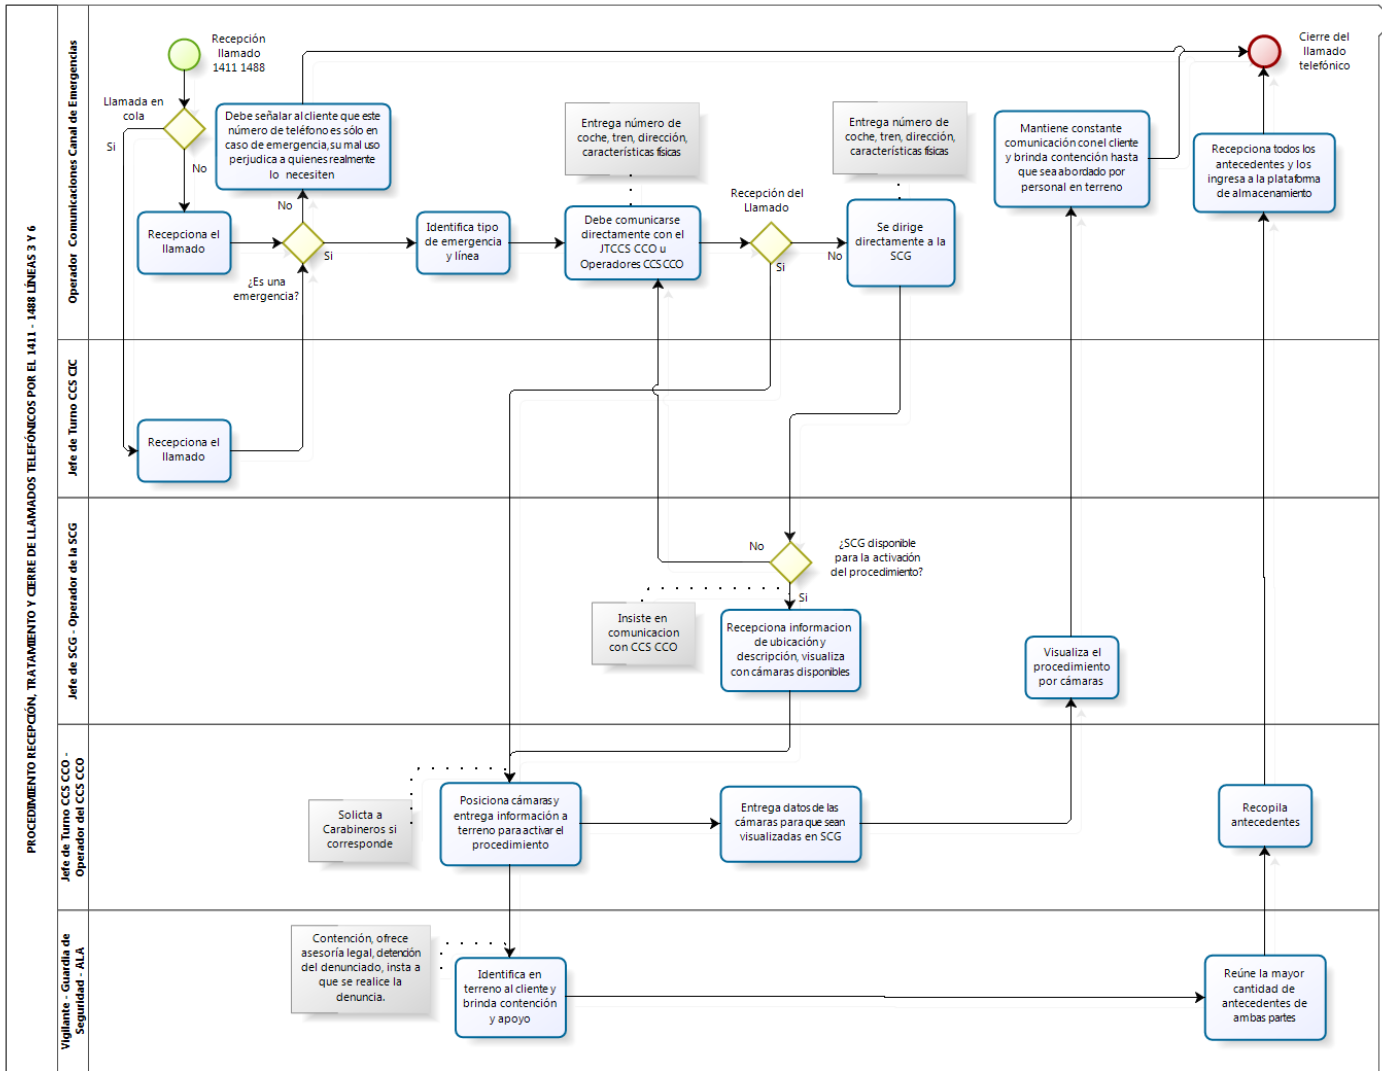 PROCEDIMIENTO RECEPCIÓN, TRATAMIENTO Y CIERRE DE LLAMADOS TELEFÓNICOS POR EL 1411 - 1488 LÍNEAS 3 Y 6
Operador Comunicaciones Canal de Emergencias
Recepción
llamado
1411 1488
Llamada en
cola
Si
No
Debe señalar al cliente que este
número de teléfono es sólo en
caso de emergencia, su mal uso
perjudica a quienes realmente
lo necesiten
Recepciona el
llamado
No
Si
¿Es una
emergencia?
Identifica tipo
de emergencia
y línea
Entrega número de
coche, tren, dirección,
características físicas
Debe comunicarse
directamente con el
JTCCS CCO u
Operadores CCS CCO
Recepción del
Llamado
Si
No
Entrega número de
coche, tren, dirección,
características físicas
Se dirige
directamente a la
SCG
Mantiene constante
comunicación con el cliente
y brinda contención hasta
que sea abordado por
personal en terreno
Recepciona todos los
antecedentes y los
ingresa a la plataforma
de almacenamiento
Cierre del
llamado
telefónico
Jefe de Turno CCS CIC
Recepciona el
llamado
Jefe de SCG - Operador de la SCG
No
¿SCG disponible
para la activación
del procedimiento?
Si
Insiste en
comunicacion
con CCS CCO
Recepciona informacion
de ubicación y
descripción, visualiza
con cámaras disponibles
Visualiza el
procedimiento
por cámaras
Jefe de Turno CCS CCO -
Operador del CCS CCO
Solicta a
Carabineros si
corresponde
Posiciona cámaras y
entrega información a
terreno para activar el
procedimiento
Entrega datos de las
cámaras para que sean
visualizadas en SCG
Recopila
antecedentes
Vigilante - Guardia de
Seguridad - ALA
Contención, ofrece
asesoría legal, detención
del denunciado, insta a
que se realice la
denuncia.
Identifica en
terreno al cliente y
brinda contención
y apoyo
Reúne la mayor
cantidad de
antecedentes de
ambas partes